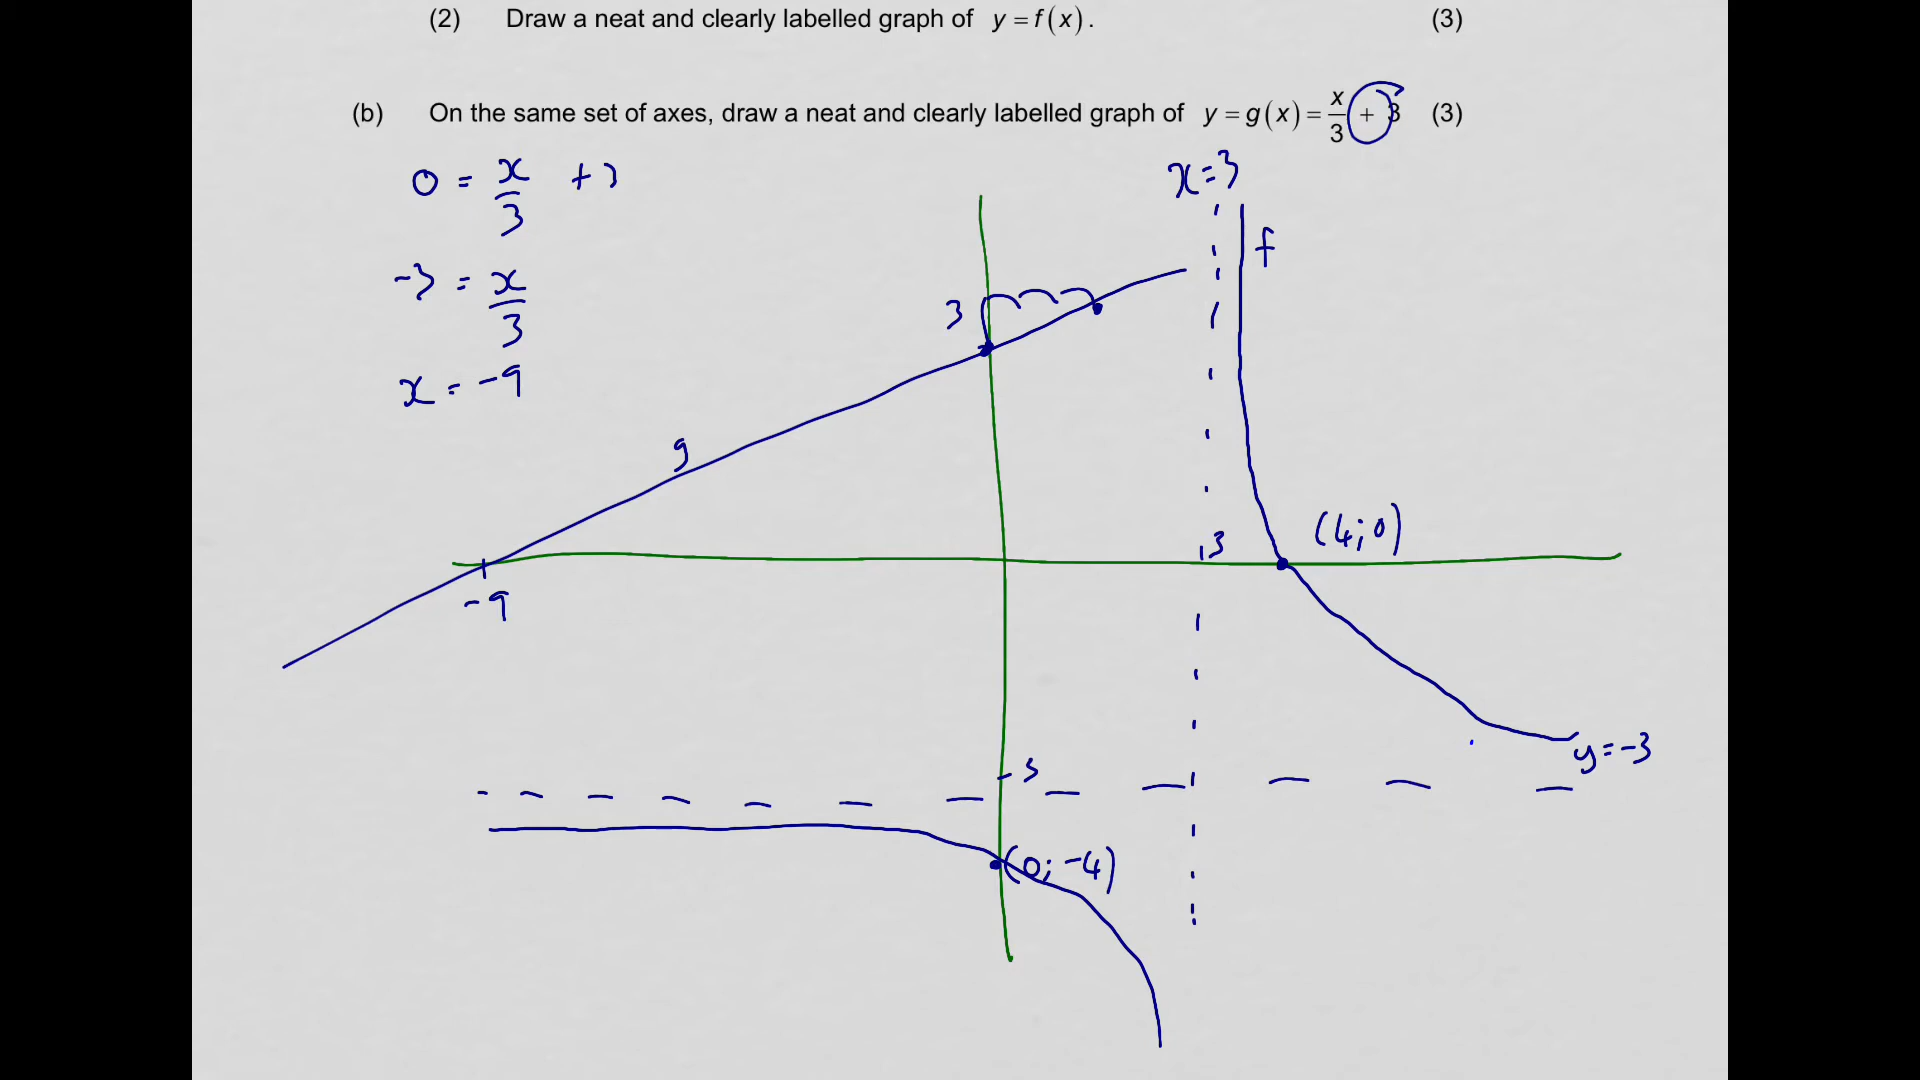 (2) Draw a neat and clearly labelled graph of y = f(x). (3)
(b) On the same set of axes, draw a neat and clearly labelled graph of y = g(x) = x/3 + 3 (3)
0 = x/3 + 3
x = 3
f
-3 = x/3
3
x = -9
g
(4;0)
3
-9
y = -3
-3
(0; -4)